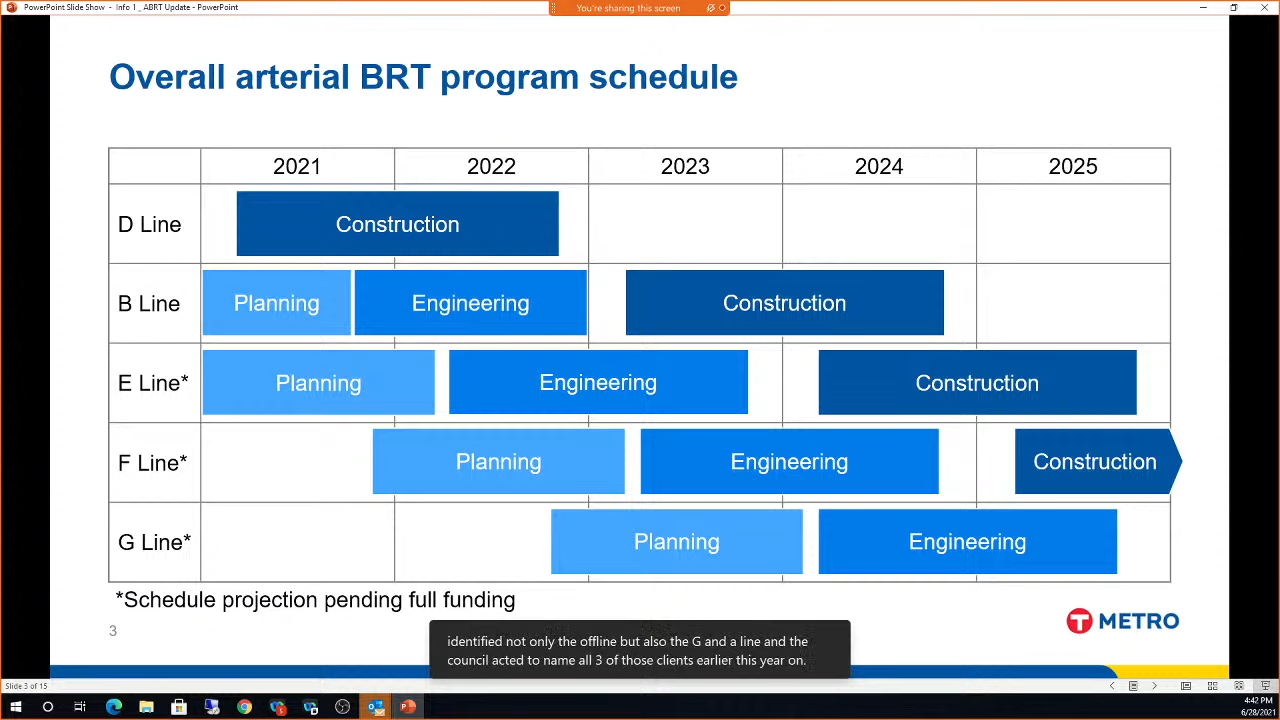 PowerPoint Slide Show - Info 1 _ ABRT Update - PowerPoint
You're sharing this screen
Overall arterial BRT program schedule
2021 2022 2023 2024 2025
D Line Construction
B Line Planning Engineering Construction
E Line* Planning Engineering Construction
F Line* Planning Engineering Construction
G Line* Planning Engineering
*Schedule projection pending full funding
3
T METRO
identified not only the offline but also the G and a line and the
council acted to name all 3 of those clients earlier this year on.
Slide 3 of 15
4:42 PM
6/28/2021